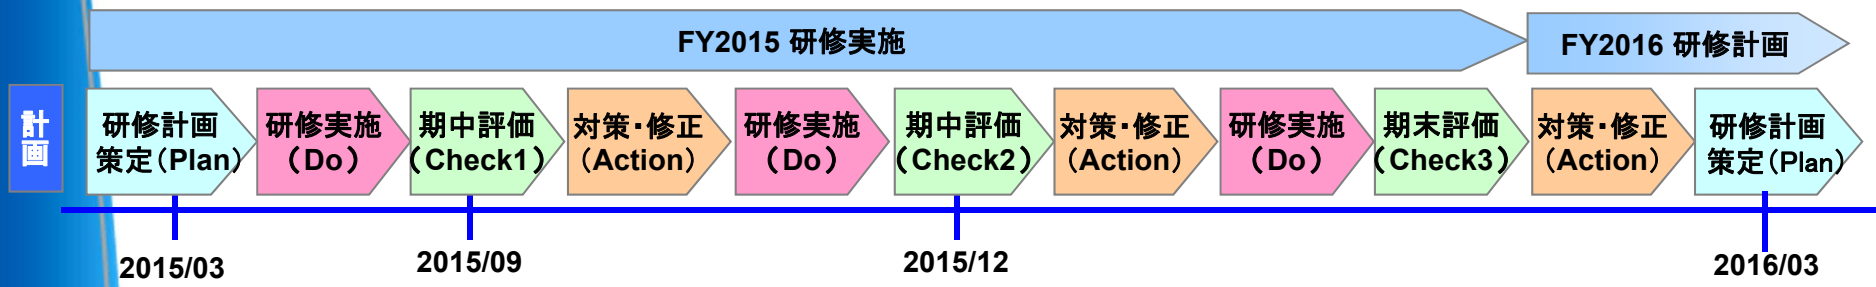 FY2015 研修実施
FY2016 研修計画
計画
研修計画
策定(Plan)
研修実施
(Do)
期中評価
(Check1)
対策・修正
(Action)
研修実施
(Do)
期中評価
(Check2)
対策・修正
(Action)
研修実施
(Do)
期末評価
(Check3)
対策・修正
(Action)
研修計画
策定(Plan)
2015/03
2015/09
2015/12
2016/03